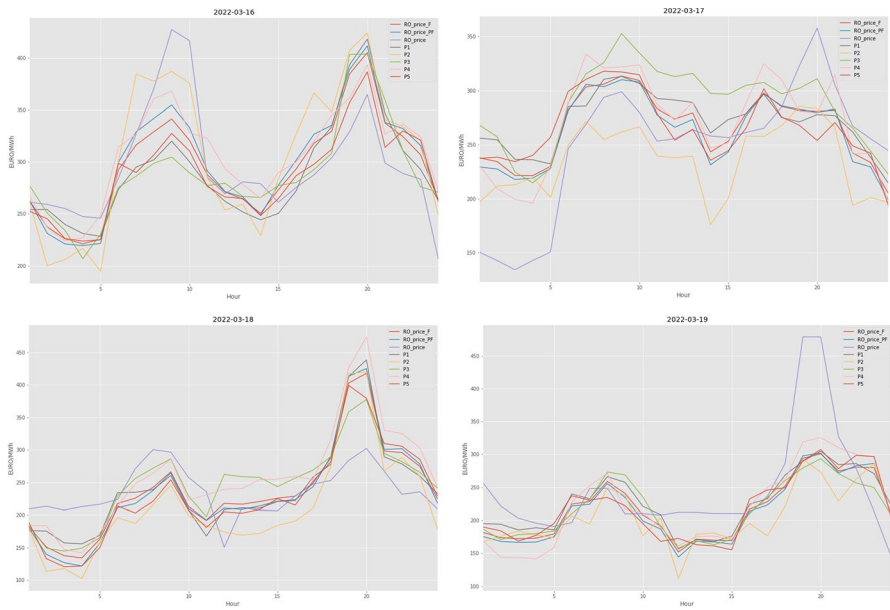 2022-03-16
EURO/MWh
400
350
300
250
200
5
10
15
20
Hour
RO_price_F
RO_price_PF
RO_price
P1
P2
P3
P4
P5
2022-03-17
EURO/MWh
350
300
250
200
150
5
10
15
20
Hour
RO_price_F
RO_price_PF
RO_price
P1
P2
P3
P4
P5
2022-03-18
EURO/MWh
450
400
350
300
250
200
150
100
5
10
15
20
Hour
RO_price_F
RO_price_PF
RO_price
P1
P2
P3
P4
P5
2022-03-19
EURO/MWh
450
400
350
300
250
200
150
100
5
10
15
20
Hour
RO_price_F
RO_price_PF
RO_price
P1
P2
P3
P4
P5